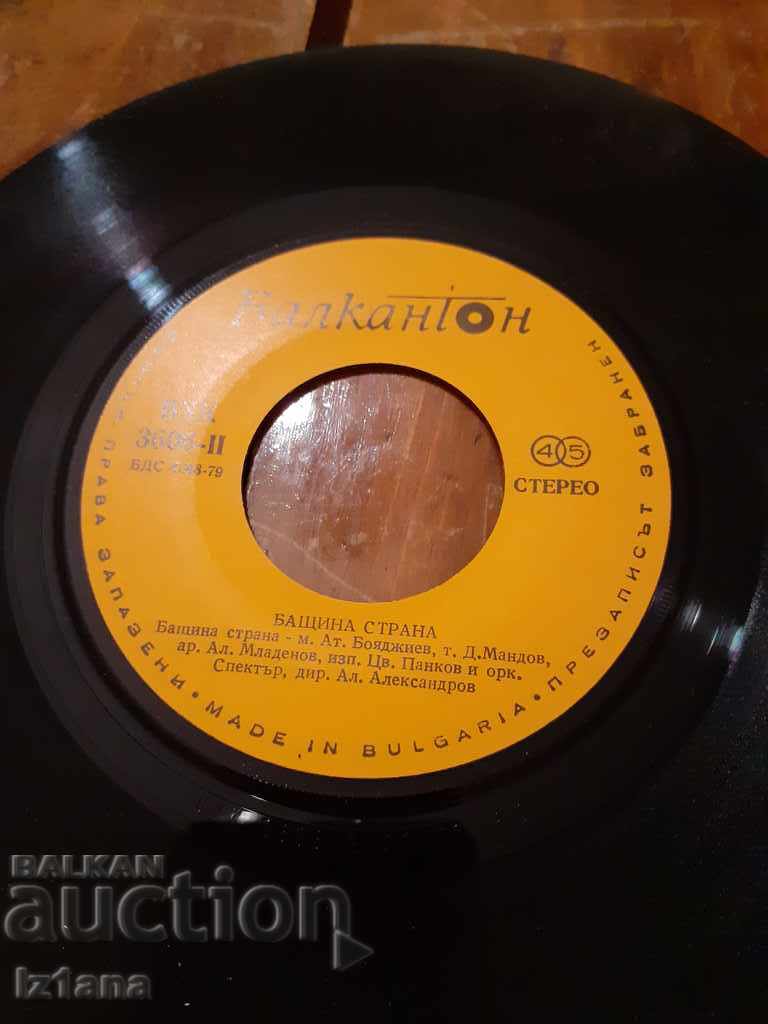 Балкантон
3606-II
БДС
СТЕРЕО
45
БАЩИНА СТРАНА
Бащина страна - м. Ат. Бояджиев, т. Д.Мандов,
ар. Ал. Младенов, изп. Цв. Панков и орк.
Спектър, дир. Ал. Александров
ПРАВА ЗАПАЗЕНИ • MADE IN BULGARIA • ПРЕЗАПИСЪТ ЗАБРАНЕН
BALKAN
auction
iz1ana